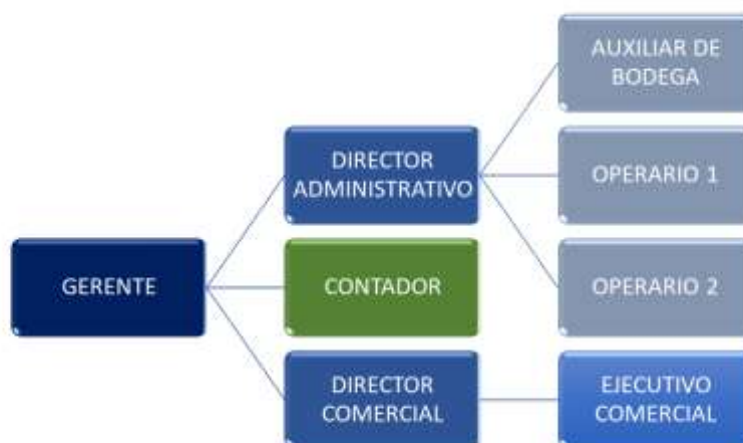 AUXILIAR DE
BODEGA
DIRECTOR
ADMINISTRATIVO
OPERARIO 1
GERENTE
CONTADOR
OPERARIO 2
DIRECTOR
COMERCIAL
EJECUTIVO
COMERCIAL